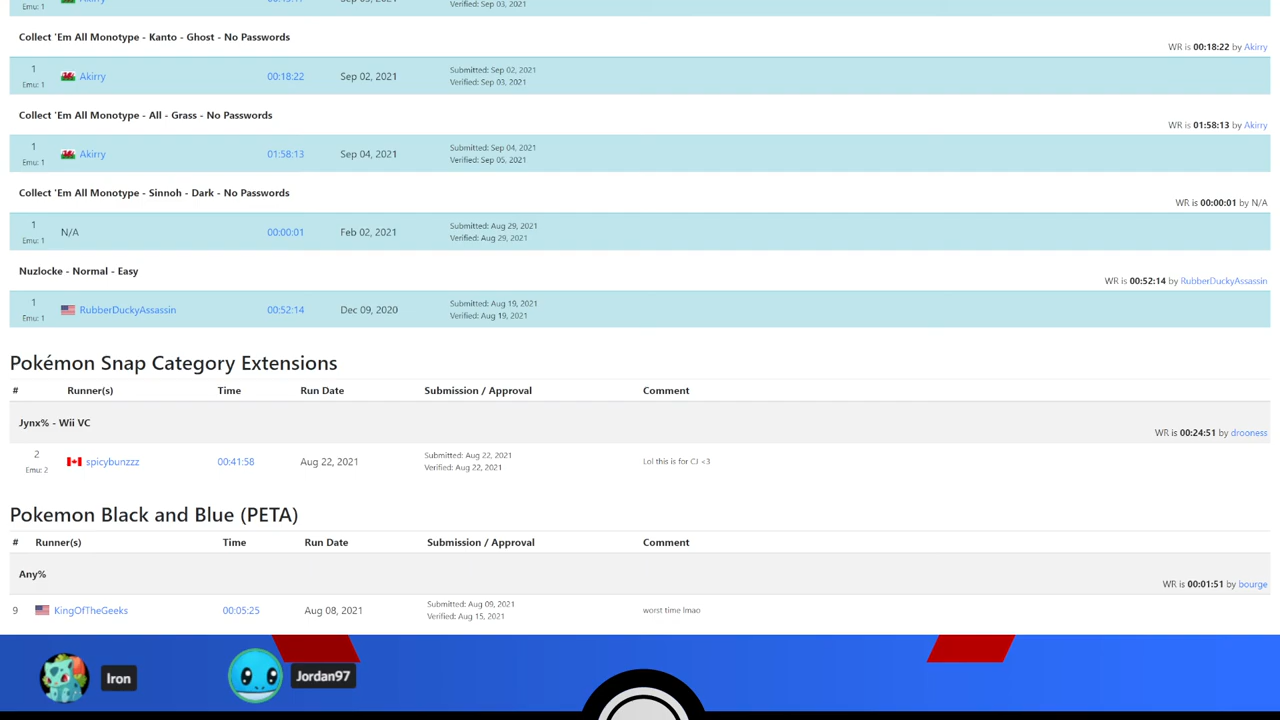 Emu: 1 Akirry Verified: Sep 03, 2021
Collect 'Em All Monotype - Kanto - Ghost - No Passwords
WR is 00:18:22 by Akirry
1 Emu: 1 Akirry 00:18:22 Sep 02, 2021 Submitted: Sep 02, 2021
Verified: Sep 03, 2021
Collect 'Em All Monotype - All - Grass - No Passwords
WR is 01:58:13 by Akirry
1 Emu: 1 Akirry 01:58:13 Sep 04, 2021 Submitted: Sep 04, 2021
Verified: Sep 05, 2021
Collect 'Em All Monotype - Sinnoh - Dark - No Passwords
WR is 00:00:01 by N/A
1 Emu: 1 N/A 00:00:01 Feb 02, 2021 Submitted: Aug 29, 2021
Verified: Aug 29, 2021
Nuzlocke - Normal - Easy
WR is 00:52:14 by RubberDuckyAssassin
1 Emu: 1 RubberDuckyAssassin 00:52:14 Dec 09, 2020 Submitted: Aug 19, 2021
Verified: Aug 19, 2021
Pokémon Snap Category Extensions
# Runner(s) Time Run Date Submission / Approval Comment
Jynx% - Wii VC
WR is 00:24:51 by drooness
2 Emu: 2 spicybunzzz 00:41:58 Aug 22, 2021 Submitted: Aug 22, 2021
Verified: Aug 22, 2021 Lol this is for CJ <3
Pokemon Black and Blue (PETA)
# Runner(s) Time Run Date Submission / Approval Comment
Any%
WR is 00:01:51 by bourge
9 KingOfTheGeeks 00:05:25 Aug 08, 2021 Submitted: Aug 09, 2021
Verified: Aug 15, 2021 worst time lmao
Iron Jordan97